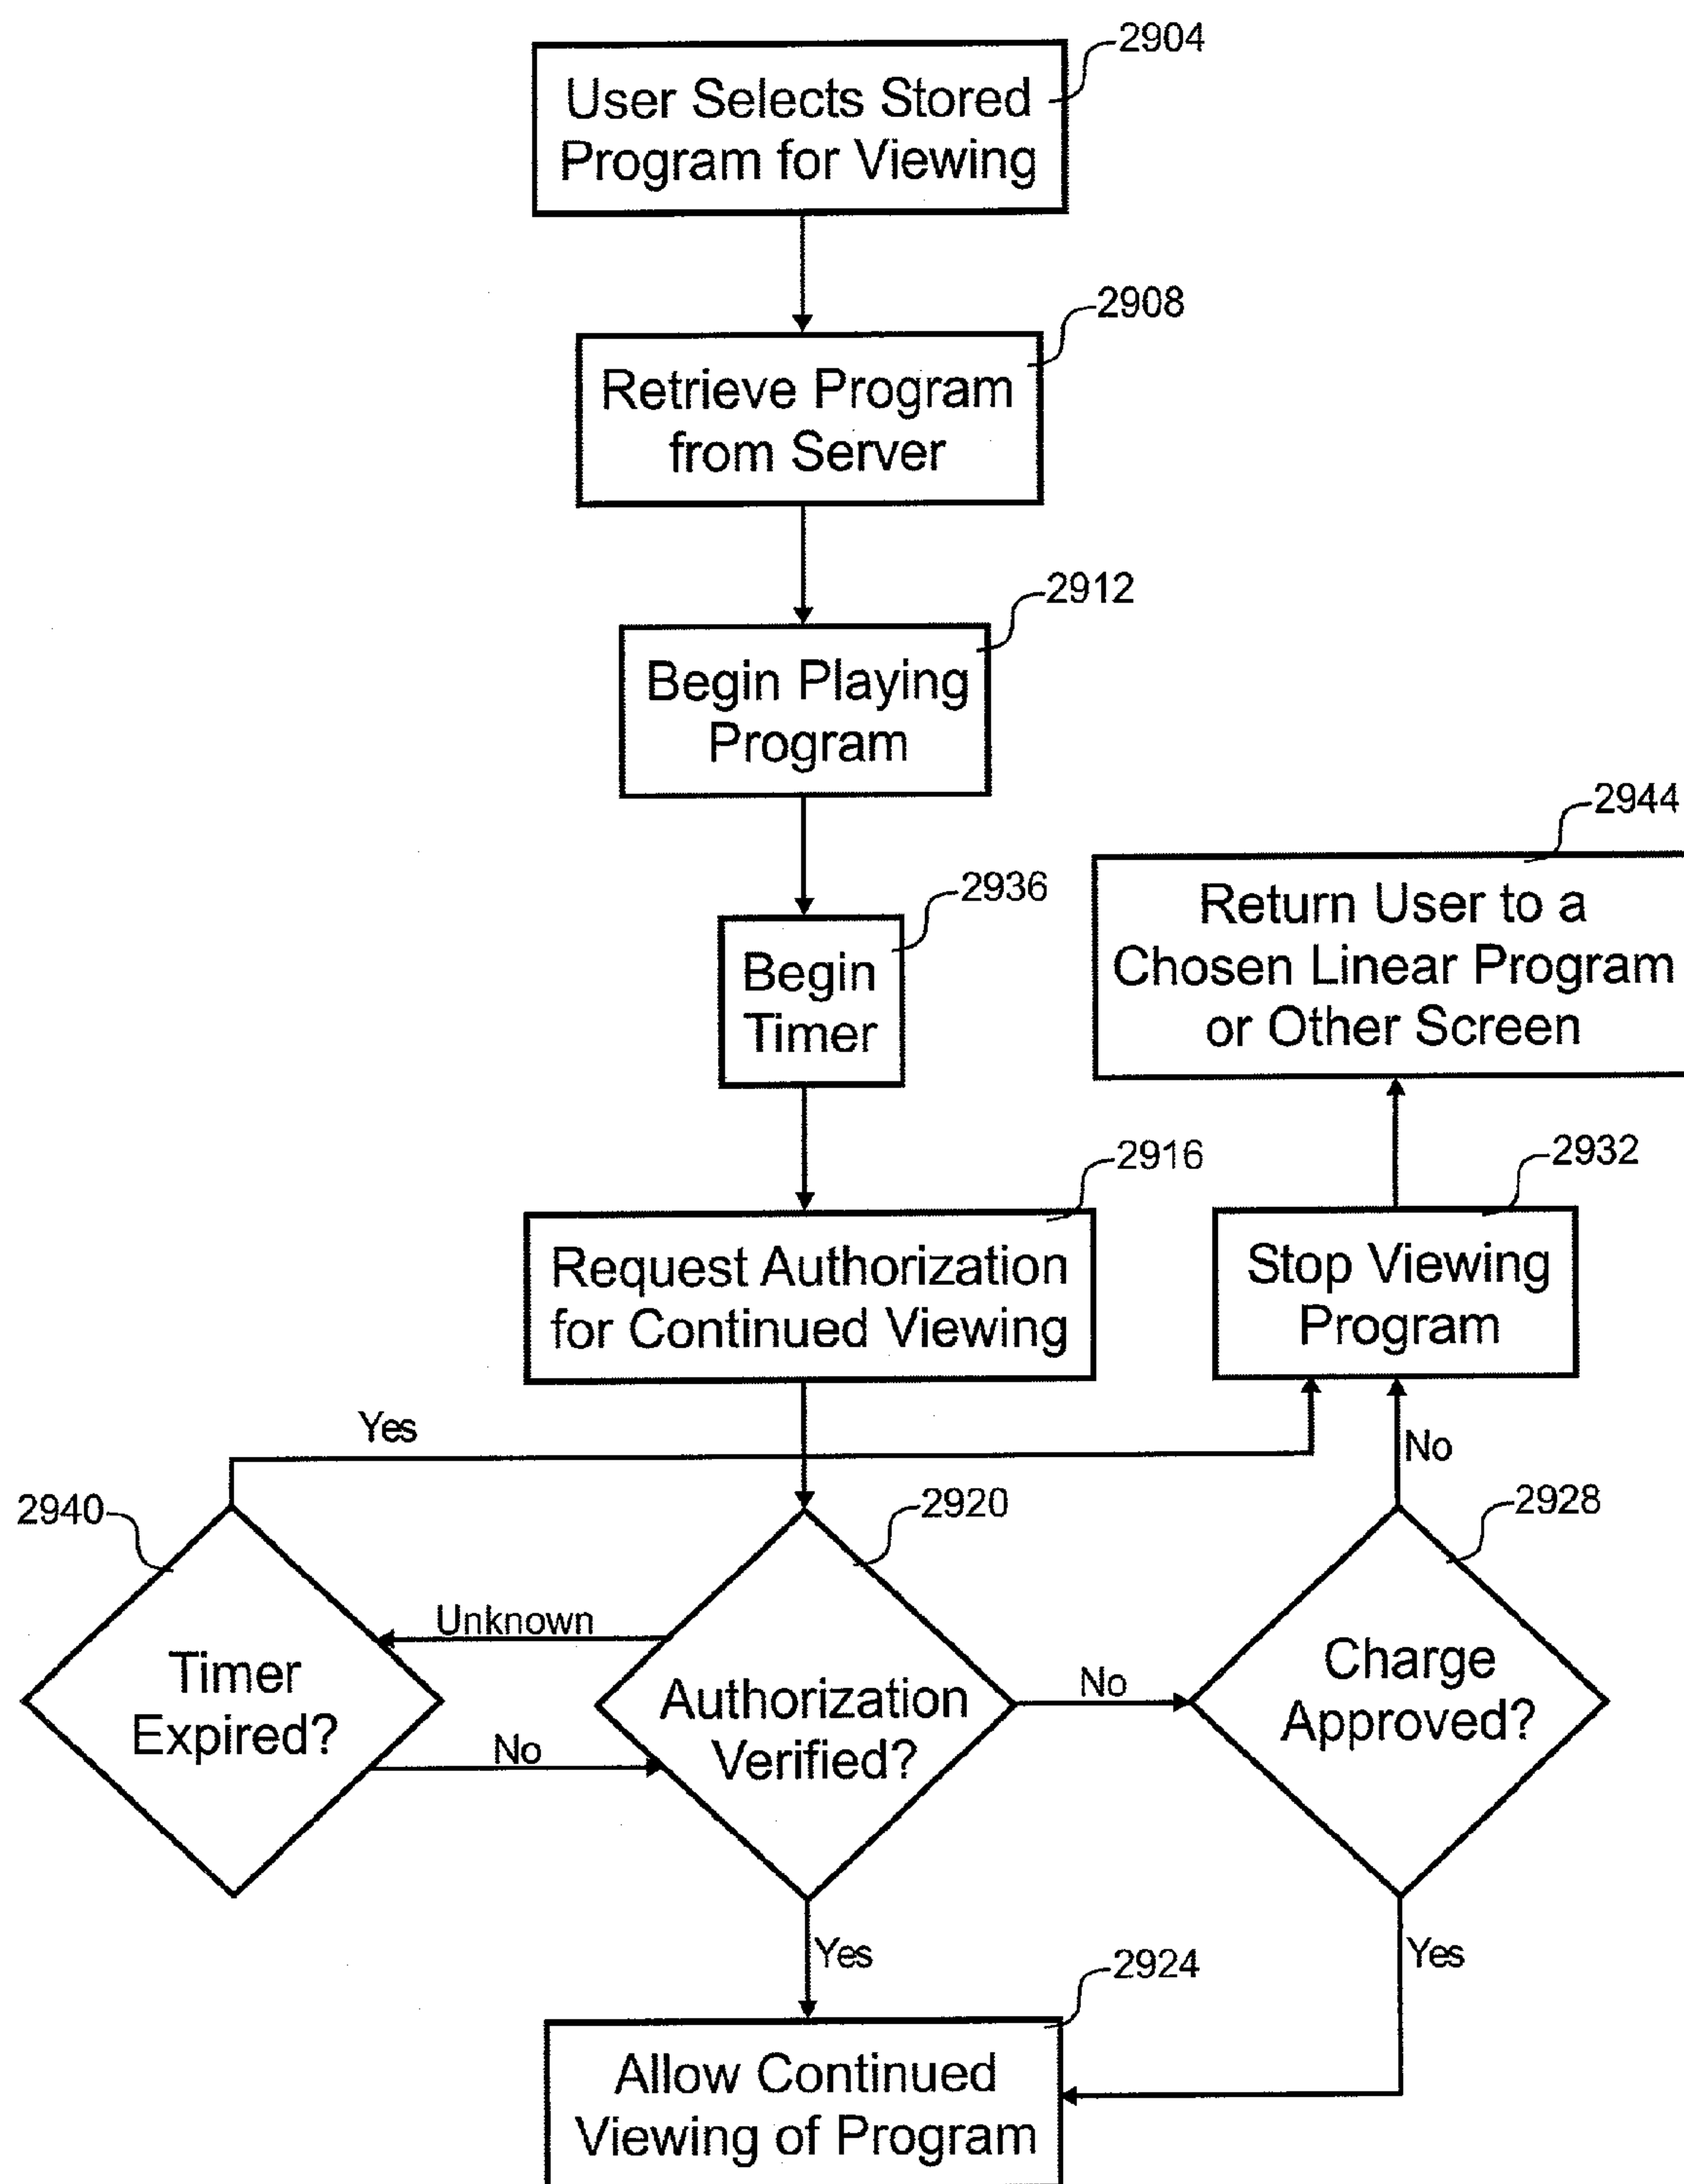 2904
User Selects Stored
Program for Viewing
2908
Retrieve Program
from Server
2912
Begin Playing
Program
2944
Return User to a
Chosen Linear Program
or Other Screen
2936
Begin
Timer
2916
Request Authorization
for Continued Viewing
2932
Stop Viewing
Program
Yes
No
2940
Timer
Expired?
Unknown
No
2920
Authorization
Verified?
No
2928
Charge
Approved?
Yes
Yes
2924
Allow Continued
Viewing of Program